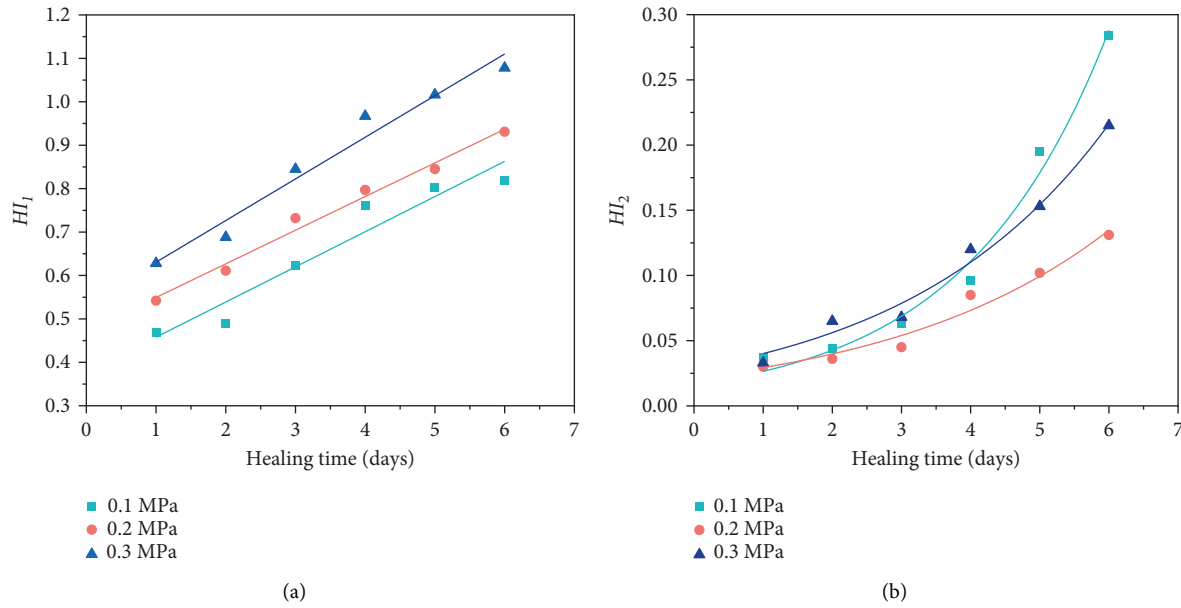 1.2
1.1
1.0
0.9
0.8
0.7
0.6
0.5
0.4
0.3
HI1
0 1 2 3 4 5 6 7
Healing time (days)
0.1 MPa
0.2 MPa
0.3 MPa
(a)
0.30
0.25
0.20
0.15
0.10
0.05
0.00
HI2
0 1 2 3 4 5 6 7
Healing time (days)
0.1 MPa
0.2 MPa
0.3 MPa
(b)